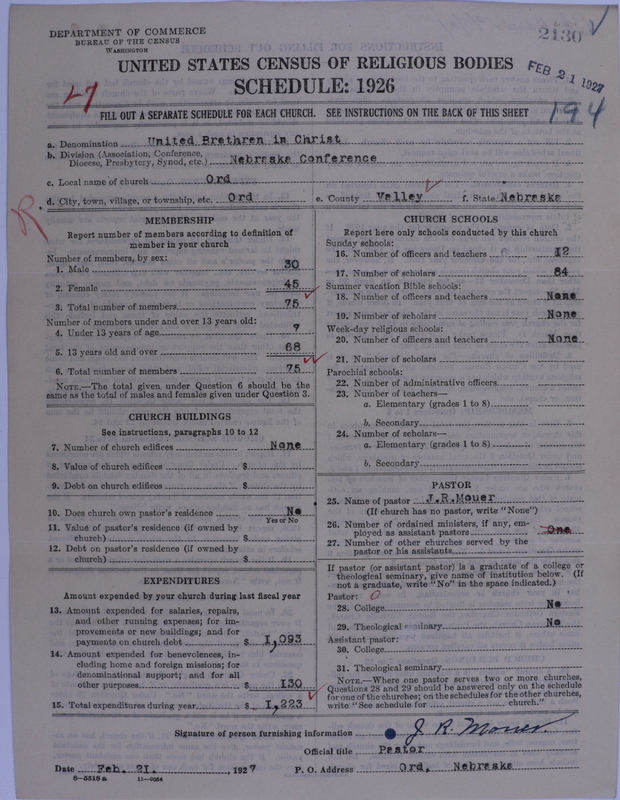 DEPARTMENT OF COMMERCE
BUREAU OF THE CENSUS
WASHINGTON
2130
UNITED STATES CENSUS OF RELIGIOUS BODIES
FEB 21 1927
SCHEDULE: 1926
27
194
FILL OUT A SEPARATE SCHEDULE FOR EACH CHURCH. SEE INSTRUCTIONS ON THE BACK OF THIS SHEET
a. Denomination United Brethren in Christ
b. Division (Association, Conference, Diocese, Presbytery, Synod, etc.) Nebraska Conference
c. Local name of church Ord
d. City, town, village, or township, etc. Ord e. County Valley f. State Nebraska
R.
MEMBERSHIP
Report number of members according to definition of
member in your church
Number of members, by sex:
1. Male 30
2. Female 45
3. Total number of members 75
Number of members under and over 13 years old:
4. Under 13 years of age 7
5. 13 years old and over 68
6. Total number of members 75
NOTE.—The total given under Question 6 should be
same as the total of males and females given under Question 3.
CHURCH BUILDINGS
See instructions, paragraphs 10 to 12
7. Number of church edifices None
8. Value of church edifices $
9. Debt on church edifices $
10. Does church own pastor's residence No
Yes or No
11. Value of pastor's residence (if owned by
church) $
12. Debt on pastor's residence (if owned by
church) $
EXPENDITURES
Amount expended by your church during last fiscal year
13. Amount expended for salaries, repairs,
and other running expenses; for im-
provements or new buildings; and for
payments on church debt $ 1,093
14. Amount expended for benevolences, in-
cluding home and foreign missions; for
denominational support; and for all
other purposes $ 130
15. Total expenditures during year $ 1,223
CHURCH SCHOOLS
Report here only schools conducted by this church
Sunday schools:
16. Number of officers and teachers 12
17. Number of scholars 84
Summer vacation Bible schools:
18. Number of officers and teachers None
19. Number of scholars None
Week-day religious schools:
20. Number of officers and teachers None
21. Number of scholars
Parochial schools:
22. Number of administrative officers
23. Number of teachers—
a. Elementary (grades 1 to 8)
b. Secondary
24. Number of scholars—
a. Elementary (grades 1 to 8)
b. Secondary
PASTOR
25. Name of pastor J.R.Mouer
(If church has no pastor, write "None")
26. Number of ordained ministers, if any, em-
ployed as assistant pastors One
27. Number of other churches served by the
pastor or his assistants
If pastor (or assistant pastor) is a graduate of a college or
theological seminary, give name of institution below. (If
not a graduate, write "No" in the space indicated.)
Pastor: 0
28. College No
29. Theological seminary No
Assistant pastor:
30. College
31. Theological seminary
NOTE.—Where one pastor serves two or more churches,
Questions 28 and 29 should be answered only on the schedule
for one of the churches; on the schedules for the other churches,
write "See schedule for church."
Signature of person furnishing information J. R. Mouer
Official title Pastor
Date Feb. 21. , 1927 P. O. Address Ord, Nebraska
8—5518a 11—9054